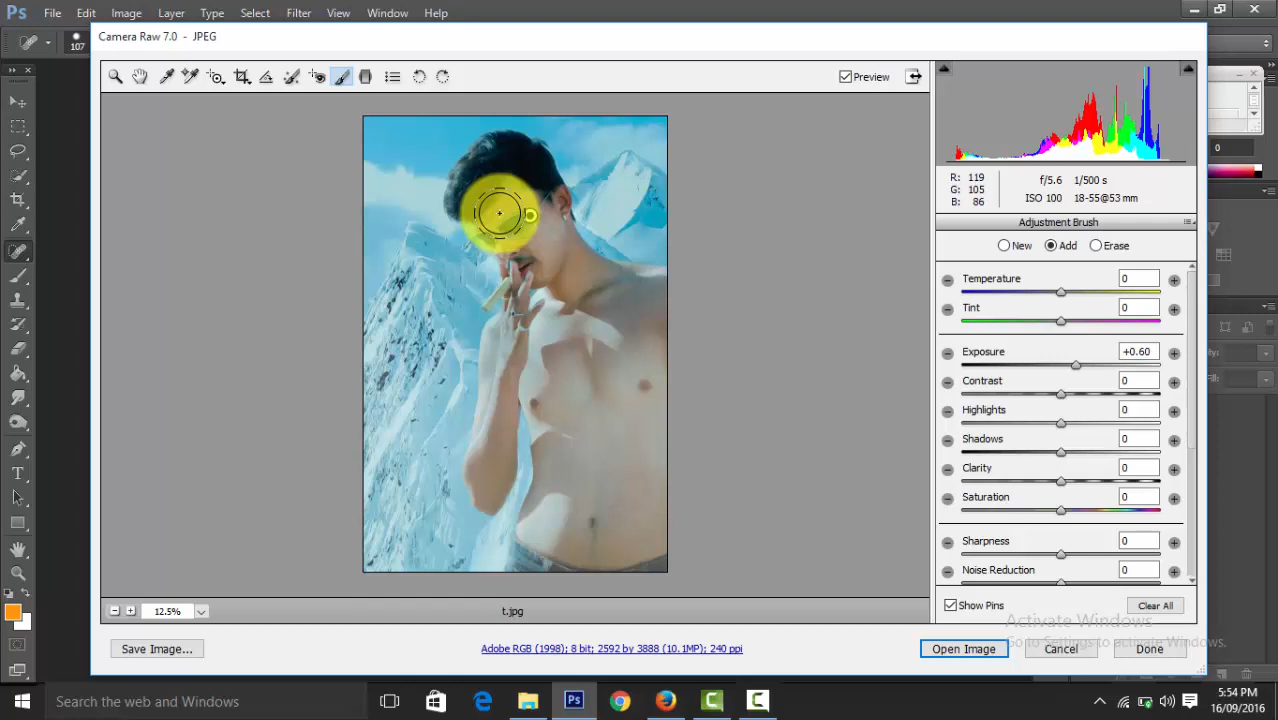 Ps File Edit Image Layer Type Select Filter View Window Help
107
Camera Raw 7.0 - JPEG
Preview
R: 119
G: 105
B: 86
f/5.6 1/500 s
ISO 100 18-55@53 mm
0
Adjustment Brush
New Add Erase
Temperature 0
Tint 0
Exposure +0.60
Contrast 0
Highlights 0
Shadows 0
Clarity 0
Saturation 0
Sharpness 0
Noise Reduction 0
Show Pins Clear All
Activate Windows
Go to Settings to activate Windows.
12.5% t.jpg
Save Image... Adobe RGB (1998); 8 bit; 2592 by 3888 (10.1MP); 240 ppi Open Image Cancel Done
Search the web and Windows
Ps
5:54 PM
16/09/2016